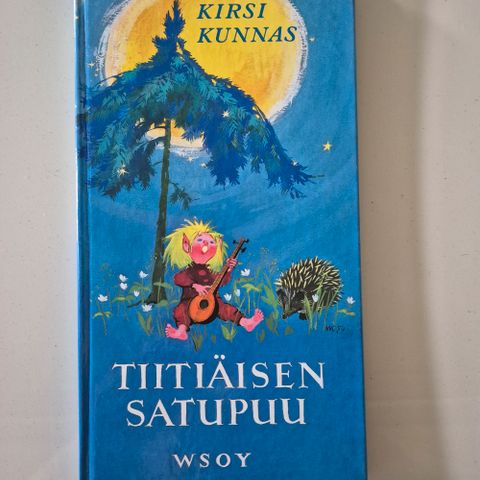 KIRSI
KUNNAS
TIITIÄISEN
SATUPUU
WSOY